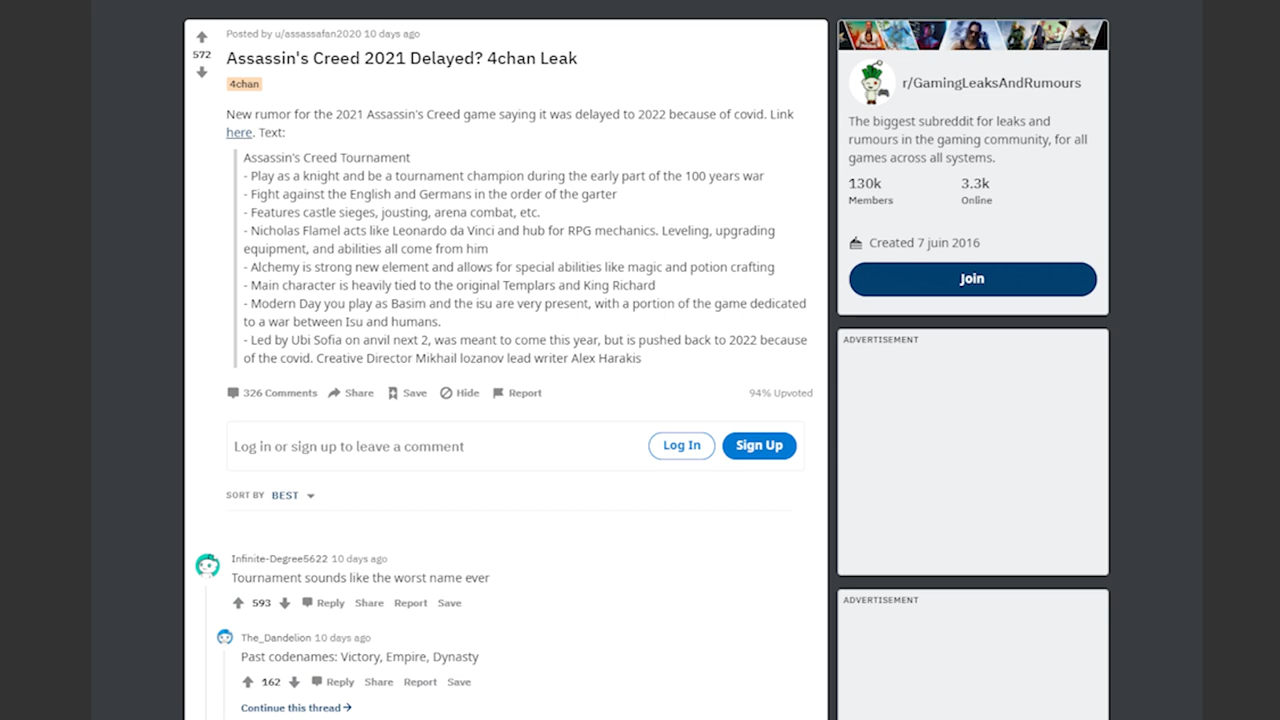 Posted by u/assassafan2020 10 days ago
572
Assassin's Creed 2021 Delayed? 4chan Leak
4chan
New rumor for the 2021 Assassin's Creed game saying it was delayed to 2022 because of covid. Link
here. Text:
Assassin's Creed Tournament
- Play as a knight and be a tournament champion during the early part of the 100 years war
- Fight against the English and Germans in the order of the garter
- Features castle sieges, jousting, arena combat, etc.
- Nicholas Flamel acts like Leonardo da Vinci and hub for RPG mechanics. Leveling, upgrading
equipment, and abilities all come from him
- Alchemy is strong new element and allows for special abilities like magic and potion crafting
- Main character is heavily tied to the original Templars and King Richard
- Modern Day you play as Basim and the isu are very present, with a portion of the game dedicated
to a war between Isu and humans.
- Led by Ubi Sofia on anvil next 2, was meant to come this year, but is pushed back to 2022 because
of the covid. Creative Director Mikhail lozanov lead writer Alex Harakis
326 Comments Share Save Hide Report 94% Upvoted
Log in or sign up to leave a comment Log In Sign Up
SORT BY BEST
Infinite-Degree5622 10 days ago
Tournament sounds like the worst name ever
593 Reply Share Report Save
The_Dandelion 10 days ago
Past codenames: Victory, Empire, Dynasty
162 Reply Share Report Save
Continue this thread
r/GamingLeaksAndRumours
The biggest subreddit for leaks and
rumours in the gaming community, for all
games across all systems.
130k 3.3k
Members Online
Created 7 juin 2016
Join
ADVERTISEMENT
ADVERTISEMENT